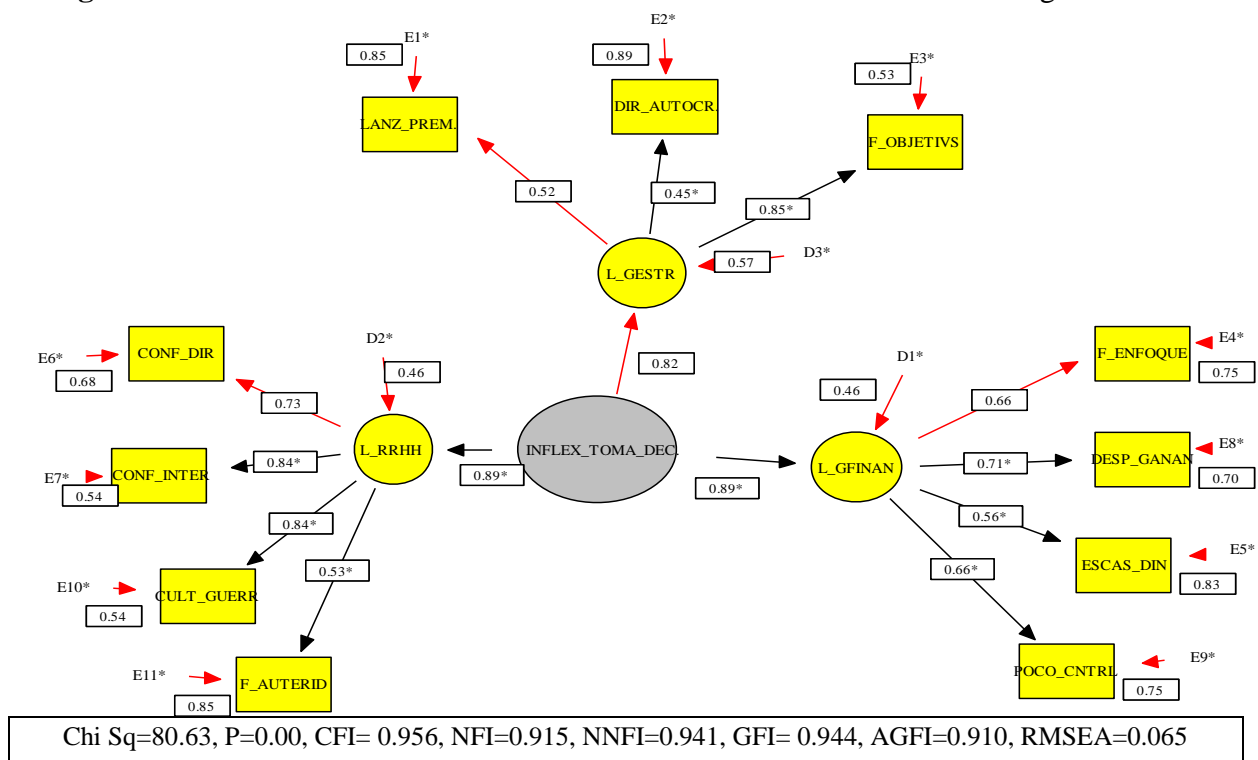 E1*
0.85
LANZ_PREM.
E2*
0.89
DIR_AUTOCR.
E3*
0.53
F_OBJETIVS
0.52
0.45*
0.85*
L_GESTR
0.57
D3*
0.82
E6*
0.68
CONF_DIR
D2*
0.46
0.73
L_RRHH
E7*
0.54
CONF_INTER
0.84*
0.89*
INFLEX_TOMA_DEC.
0.89*
E10*
0.54
CULT_GUERR
0.84*
0.53*
E11*
0.85
F_AUTERID
D1*
0.46
L_GFINAN
0.66
F_ENFOQUE
E4*
0.75
0.71*
DESP_GANAN
E8*
0.70
0.56*
ESCAS_DIN
E5*
0.83
0.66*
POCO_CNTRL
E9*
0.75
Chi Sq=80.63, P=0.00, CFI= 0.956, NFI=0.915, NNFI=0.941, GFI= 0.944, AGFI=0.910, RMSEA=0.065